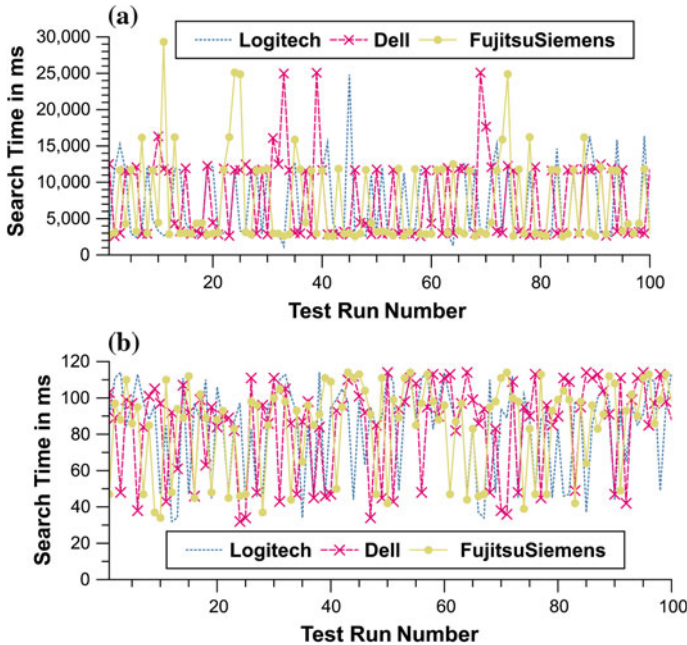 (a)
Logitech Dell FujitsuSiemens
Search Time in ms
30,000
25,000
20,000
15,000
10,000
5,000
0
20 40 60 80 100
Test Run Number
(b)
Search Time in ms
120
100
80
60
40
20
0
Logitech Dell FujitsuSiemens
0 20 40 60 80 100
Test Run Number